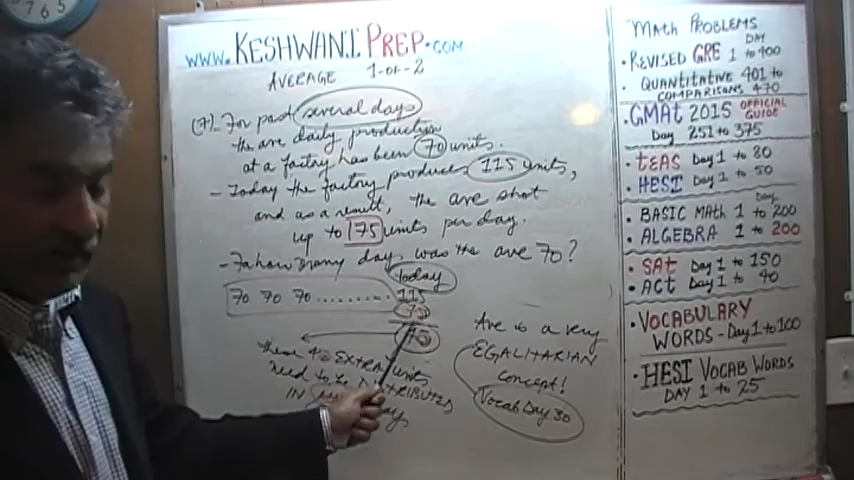 www.KESHWANI PREP.COM
AVERAGE 1-of-2
(7). For past several days
the ave daily production
at a factory has been 70 units.
- Today the factory produces 115 units,
and as a result, the ave shot
up to 75 units per day.
- For how many days was the ave 70?
today
70 70 70 ......... 115
75
these 40 EXTRA units
need to be DISTRIBUTED
IN
Ave is a very
EGALITARIAN
concept!
Vocab Day 30
MATH PROBLEMS
DAY
• REVISED GRE 1 to 400
• QUANTITATIVE 401 to
COMPARISONS 470
• GMAT 2015 OFFICIAL GUIDE
Day 251 to 375
• TEAS Day 1 to 80
• HESI Day 1 to 50
Day
• BASIC MATH 1 to 200
• ALGEBRA 1 to 200
• SAT Day 1 to 150
• ACT Day 1 to 40
• VOCABULARY
WORDS - Day 1 to 100
• HESI VOCAB WORDS
DAY 1 to 25